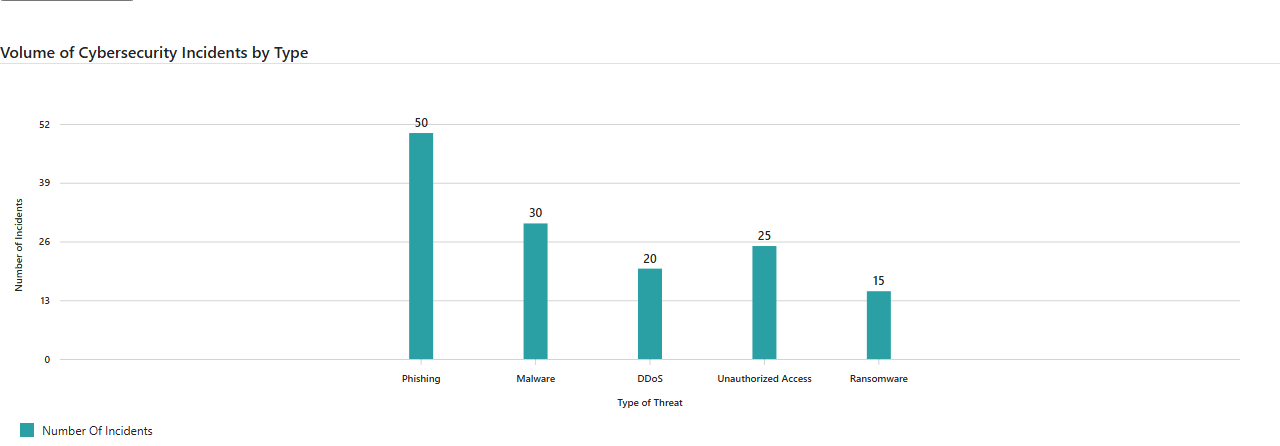 Volume of Cybersecurity Incidents by Type
52
39
26
13
0
Number of Incidents
50
30
20
25
15
Phishing
Malware
DDoS
Unauthorized Access
Ransomware
Type of Threat
Number Of Incidents